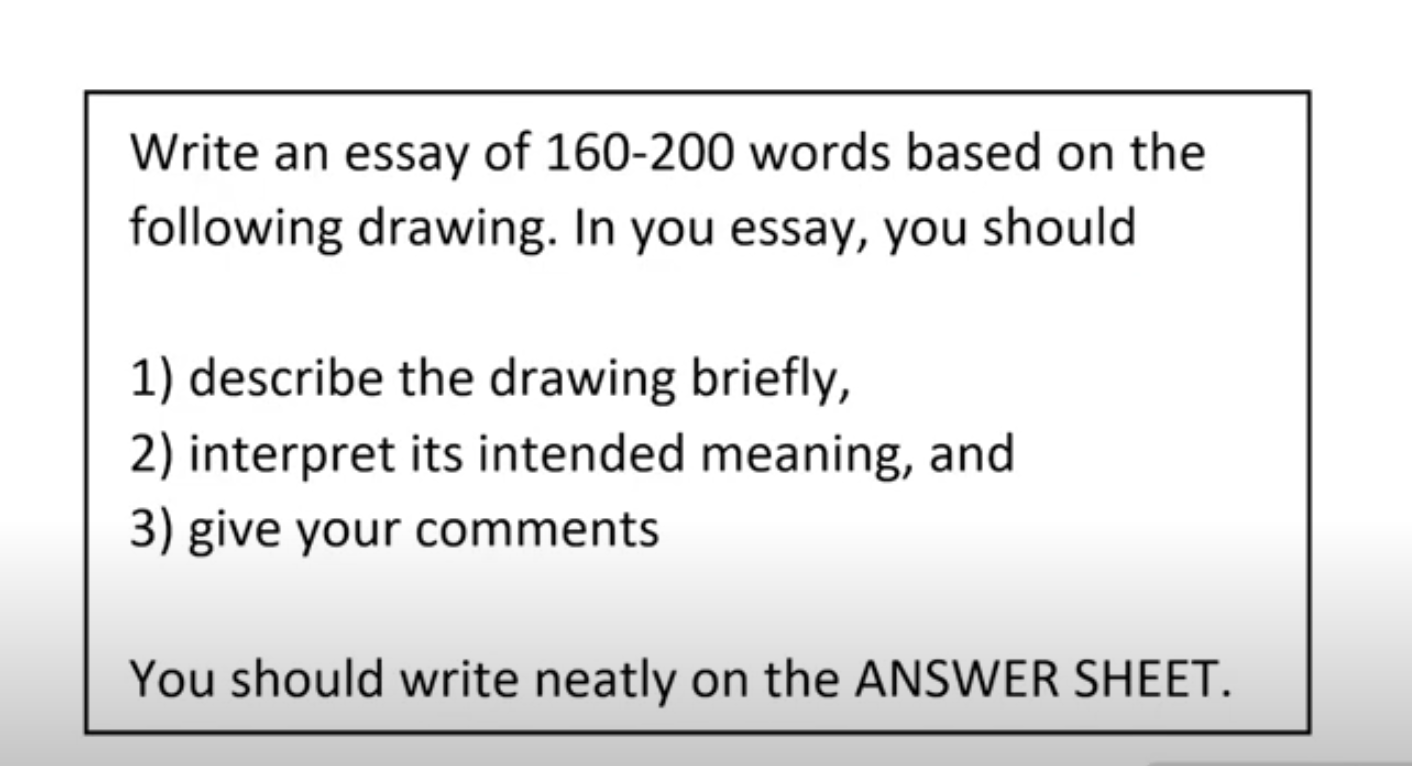 Write an essay of 160-200 words based on the
following drawing. In you essay, you should
1) describe the drawing briefly,
2) interpret its intended meaning, and
3) give your comments
You should write neatly on the ANSWER SHEET.